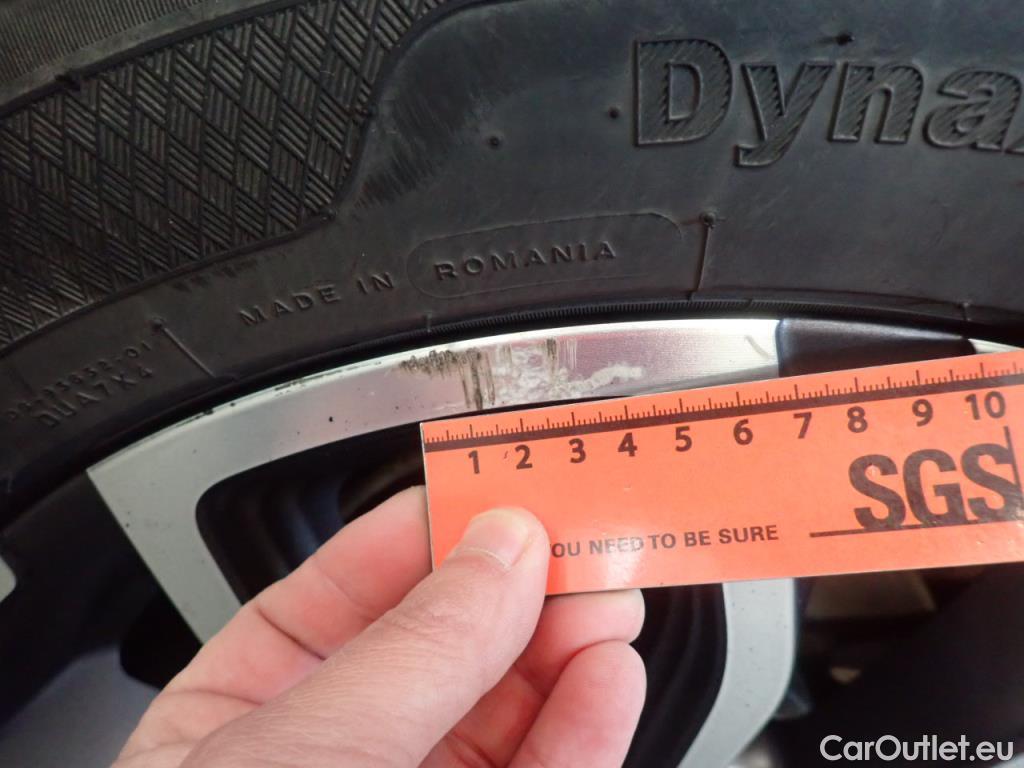 Dyna
MADE IN ROMANIA
DUA7X4
1 2 3 4 5 6 7 8 9 10
SGS
OU NEED TO BE SURE
CarOutlet.eu